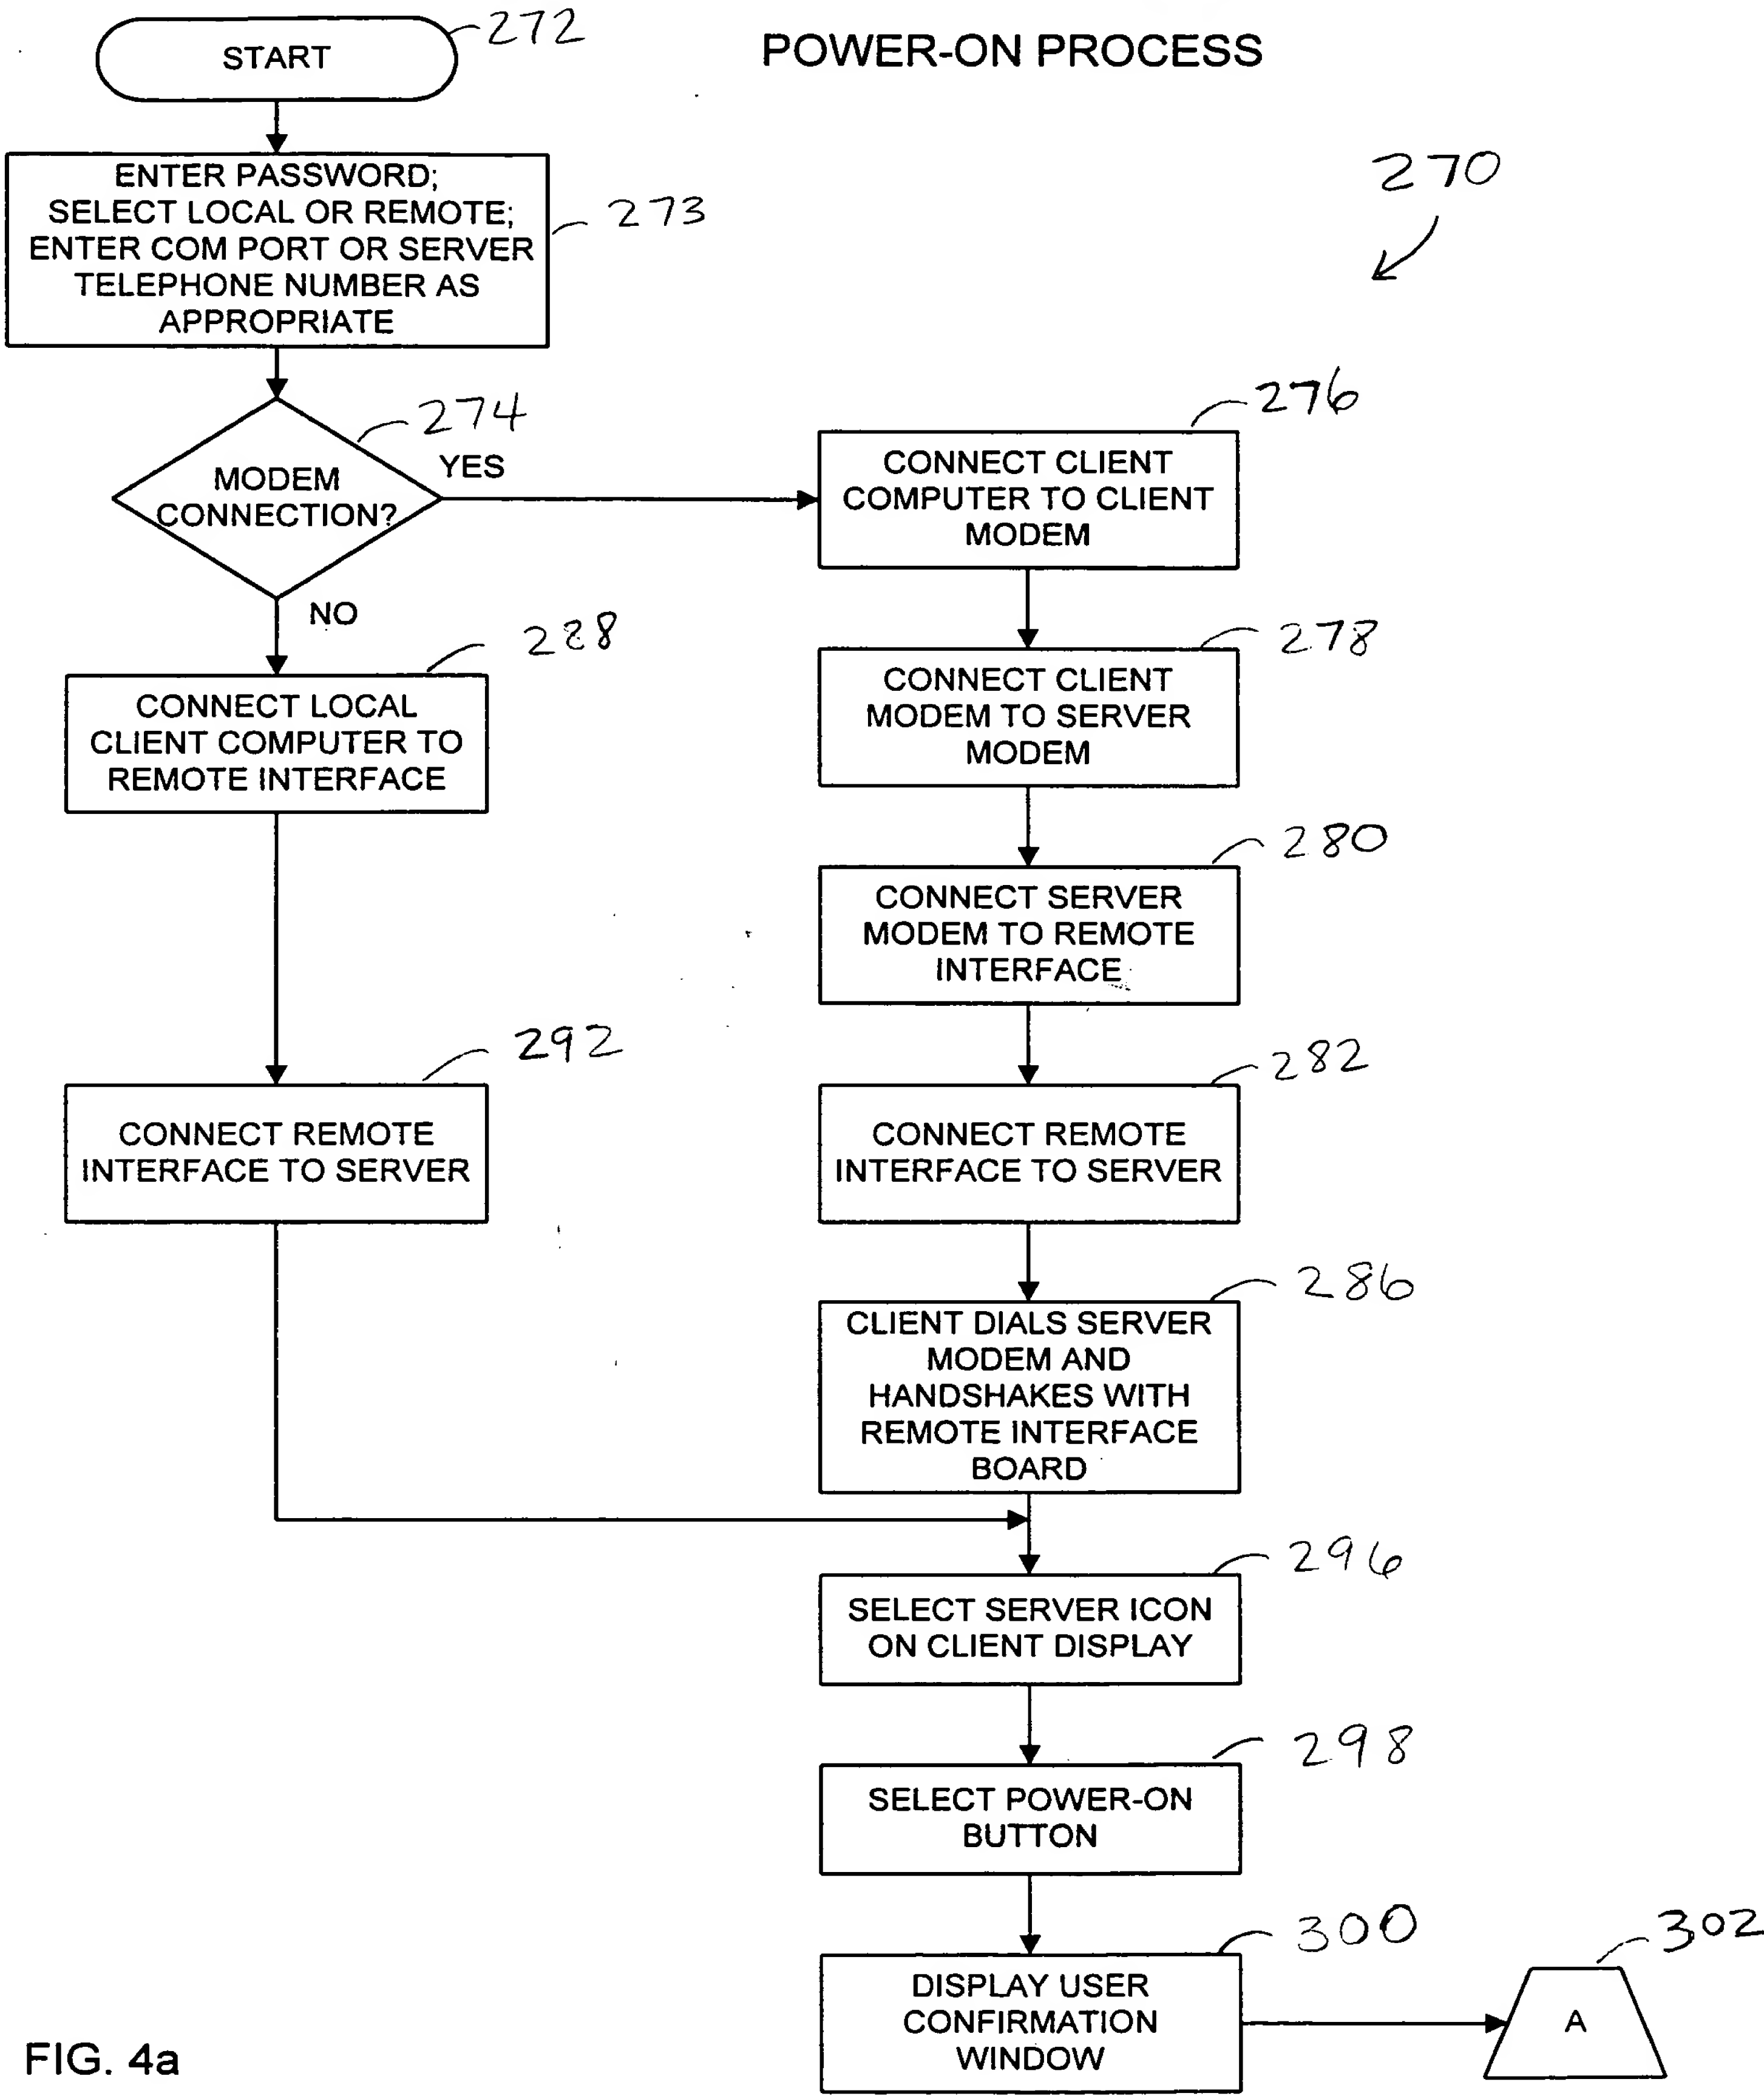 POWER-ON PROCESS
272
START
270
273
ENTER PASSWORD;
SELECT LOCAL OR REMOTE;
ENTER COM PORT OR SERVER
TELEPHONE NUMBER AS
APPROPRIATE
274
MODEM
CONNECTION?
YES
NO
276
CONNECT CLIENT
COMPUTER TO CLIENT
MODEM
288
CONNECT LOCAL
CLIENT COMPUTER TO
REMOTE INTERFACE
278
CONNECT CLIENT
MODEM TO SERVER
MODEM
280
CONNECT SERVER
MODEM TO REMOTE
INTERFACE
292
CONNECT REMOTE
INTERFACE TO SERVER
282
CONNECT REMOTE
INTERFACE TO SERVER
286
CLIENT DIALS SERVER
MODEM AND
HANDSHAKES WITH
REMOTE INTERFACE
BOARD
296
SELECT SERVER ICON
ON CLIENT DISPLAY
298
SELECT POWER-ON
BUTTON
300
DISPLAY USER
CONFIRMATION
WINDOW
302
A
FIG. 4a